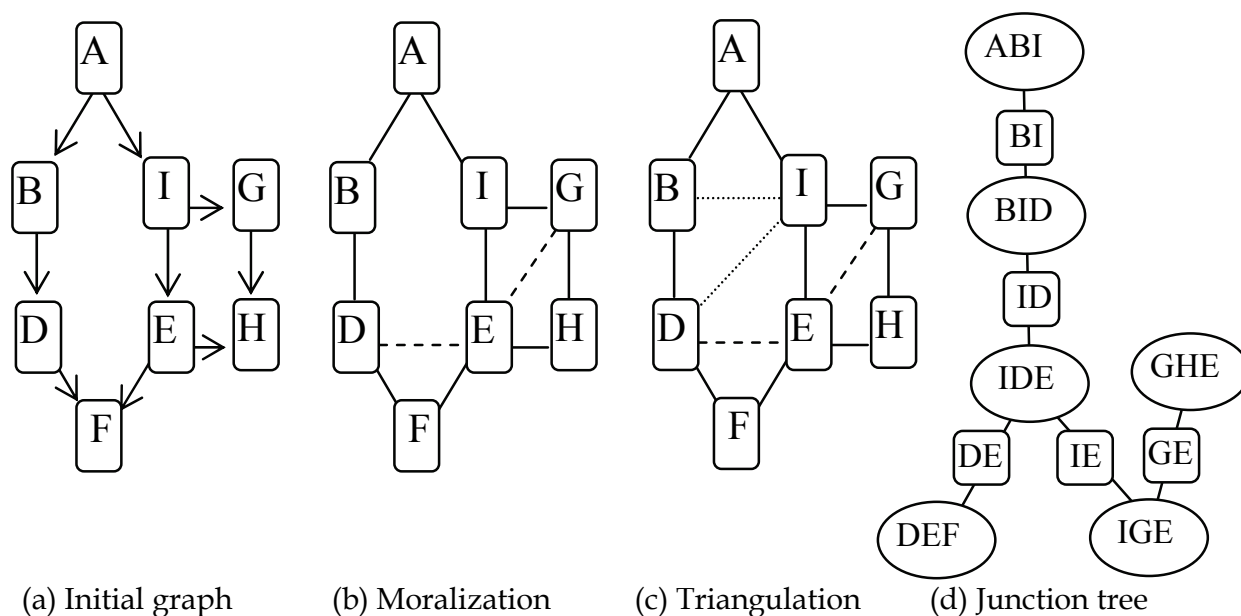 A
B I G
D E H
F
(a) Initial graph
A
B I G
D E H
F
(b) Moralization
A
B I G
D E H
F
(c) Triangulation
ABI
BI
BID
ID
IDE
GHE
DE IE GE
DEF IGE
(d) Junction tree